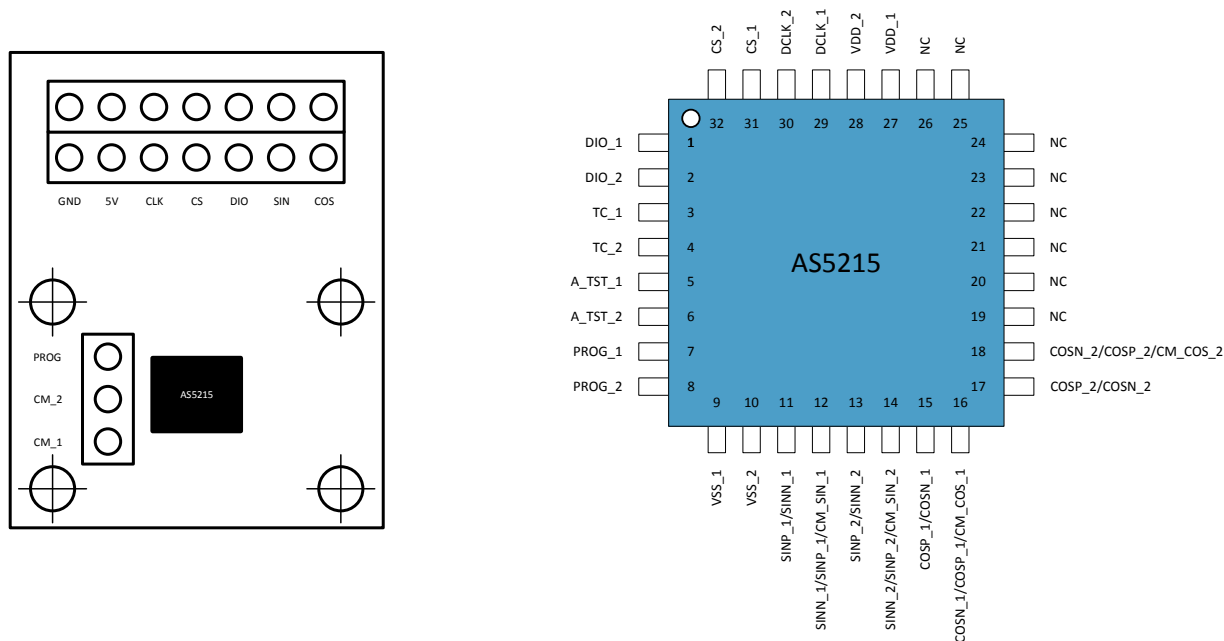 GND 5V CLK CS DIO SIN COS
PROG
CM_2
CM_1
AS5215
CS_2
CS_1
DCLK_2
DCLK_1
VDD_2
VDD_1
NC
NC
32 31 30 29 28 27 26 25
DIO_1 1
DIO_2 2
TC_1 3
TC_2 4
A_TST_1 5
A_TST_2 6
PROG_1 7
PROG_2 8
AS5215
24 NC
23 NC
22 NC
21 NC
20 NC
19 NC
18 COSN_2/COSP_2/CM_COS_2
17 COSP_2/COSN_2
9 10 11 12 13 14 15 16
VSS_1
VSS_2
SINP_1/SINN_1
SINN_1/SINP_1/CM_SIN_1
SINP_2/SINN_2
SINN_2/SINP_2/CM_SIN_2
COSP_1/COSN_1
COSN_1/COSP_1/CM_COS_1